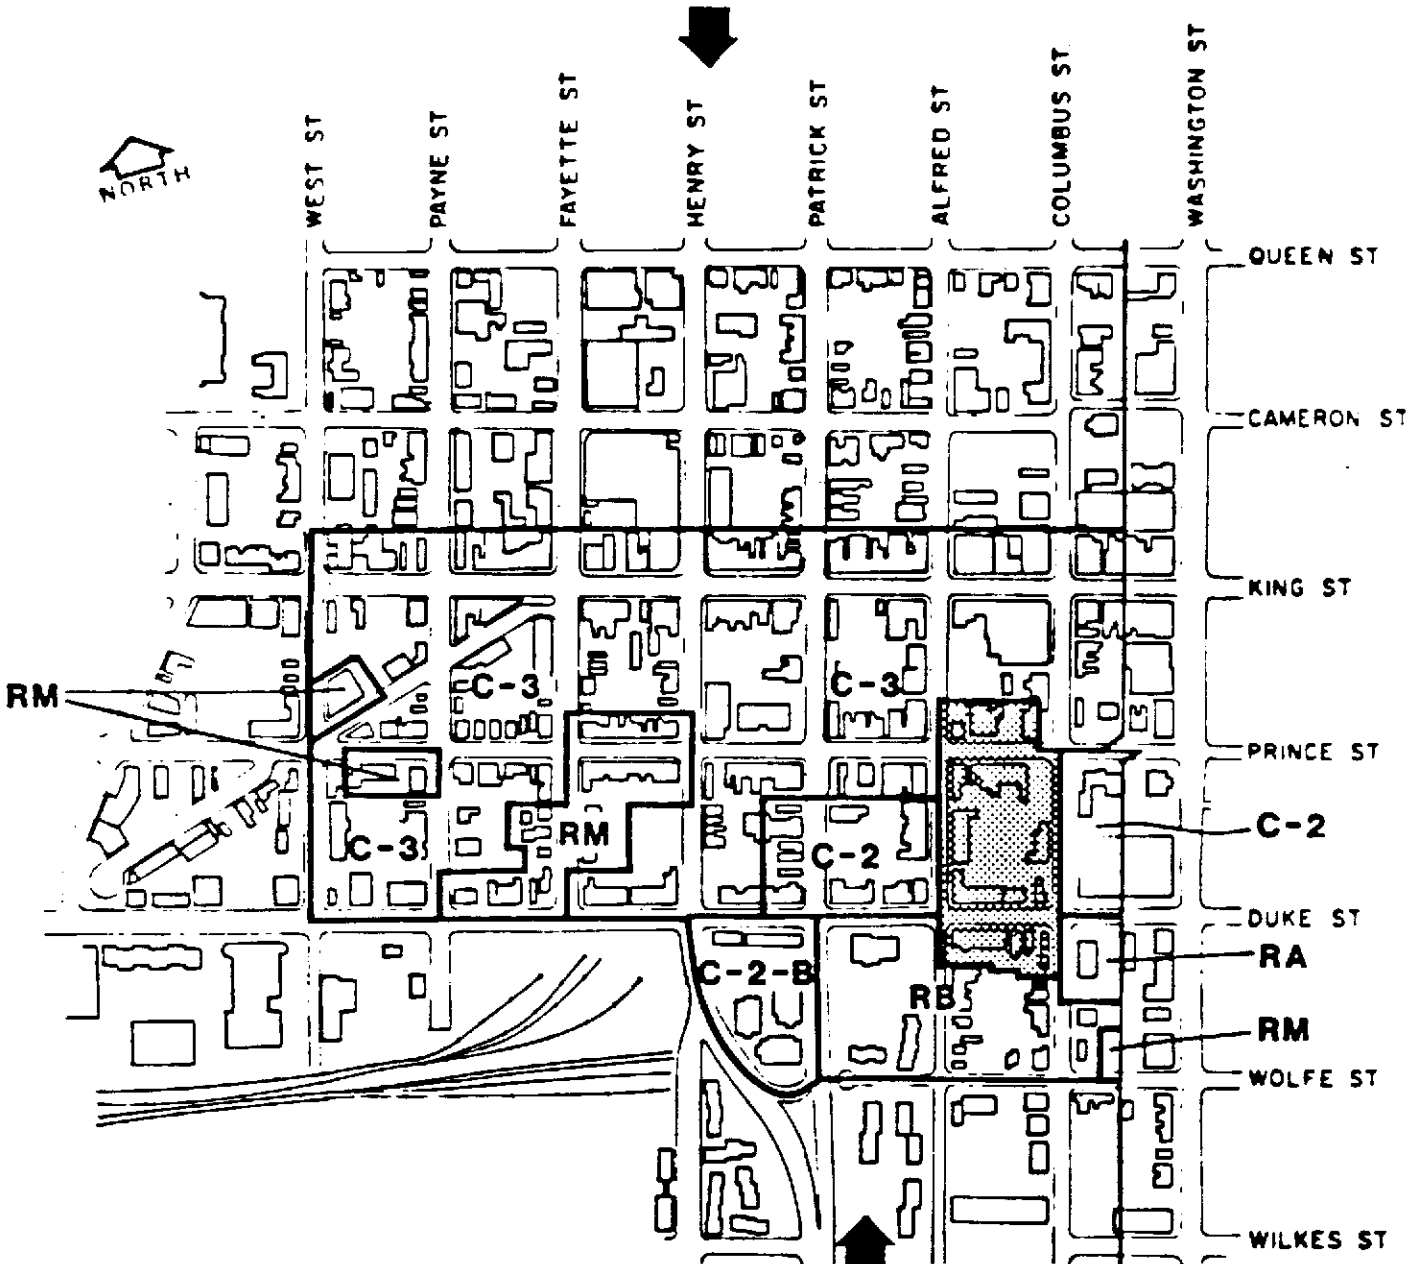 NORTH
WEST ST
PAYNE ST
FAYETTE ST
HENRY ST
PATRICK ST
ALFRED ST
COLUMBUS ST
WASHINGTON ST
QUEEN ST
CAMERON ST
KING ST
RM
C-3
C-3
PRINCE ST
C-3
RM
C-2
C-2
DUKE ST
C-2-B
RB
RA
RM
WOLFE ST
WILKES ST